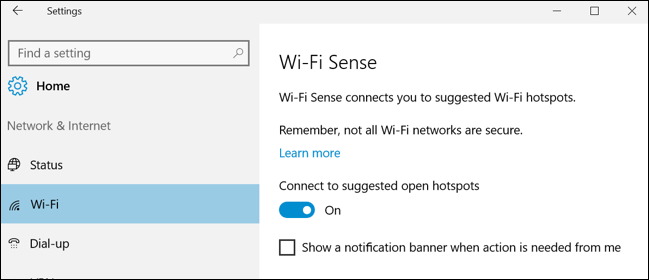 Settings
Find a setting
Home
Network & Internet
Status
Wi-Fi
Dial-up
Wi-Fi Sense
Wi-Fi Sense connects you to suggested Wi-Fi hotspots.
Remember, not all Wi-Fi networks are secure.
Learn more
Connect to suggested open hotspots
On
Show a notification banner when action is needed from me